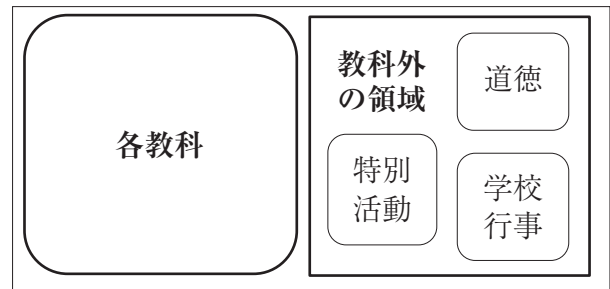 各教科
教科外
の領域
道徳
特別
活動
学校
行事